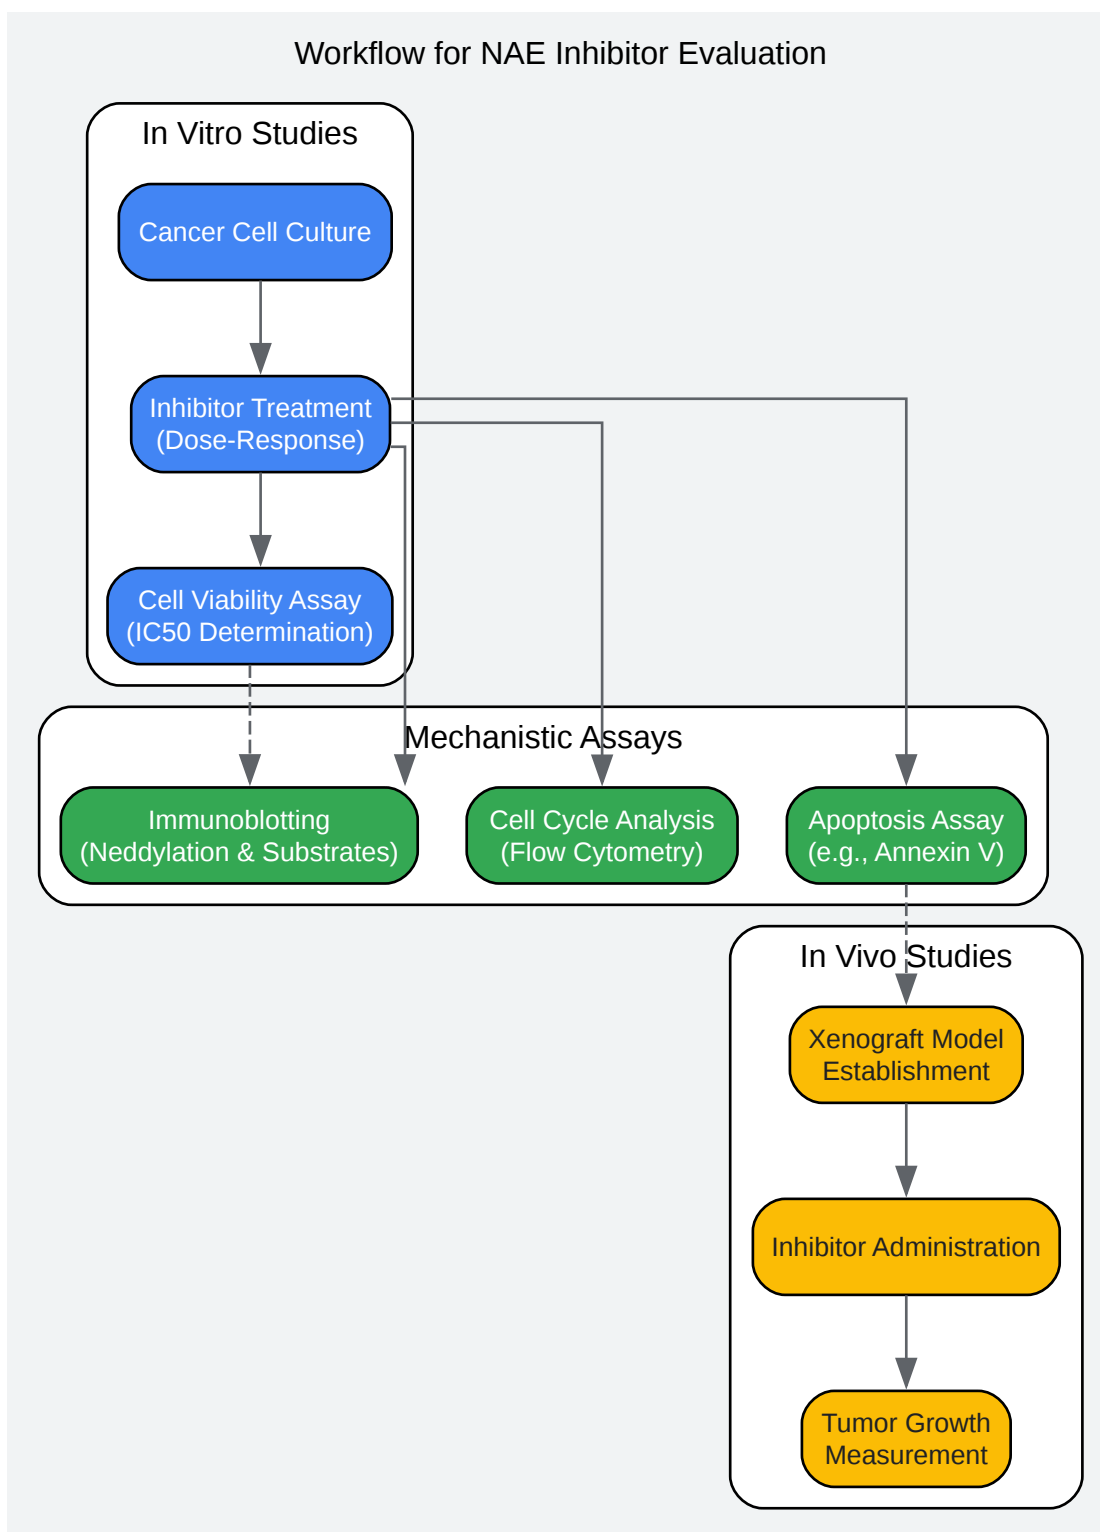 Workflow for NAE Inhibitor Evaluation
In Vitro Studies
Cancer Cell Culture
Inhibitor Treatment
(Dose-Response)
Cell Viability Assay
(IC50 Determination)
Mechanistic Assays
Immunoblotting
(Neddylation & Substrates)
Cell Cycle Analysis
(Flow Cytometry)
Apoptosis Assay
(e.g., Annexin V)
In Vivo Studies
Xenograft Model
Establishment
Inhibitor Administration
Tumor Growth
Measurement